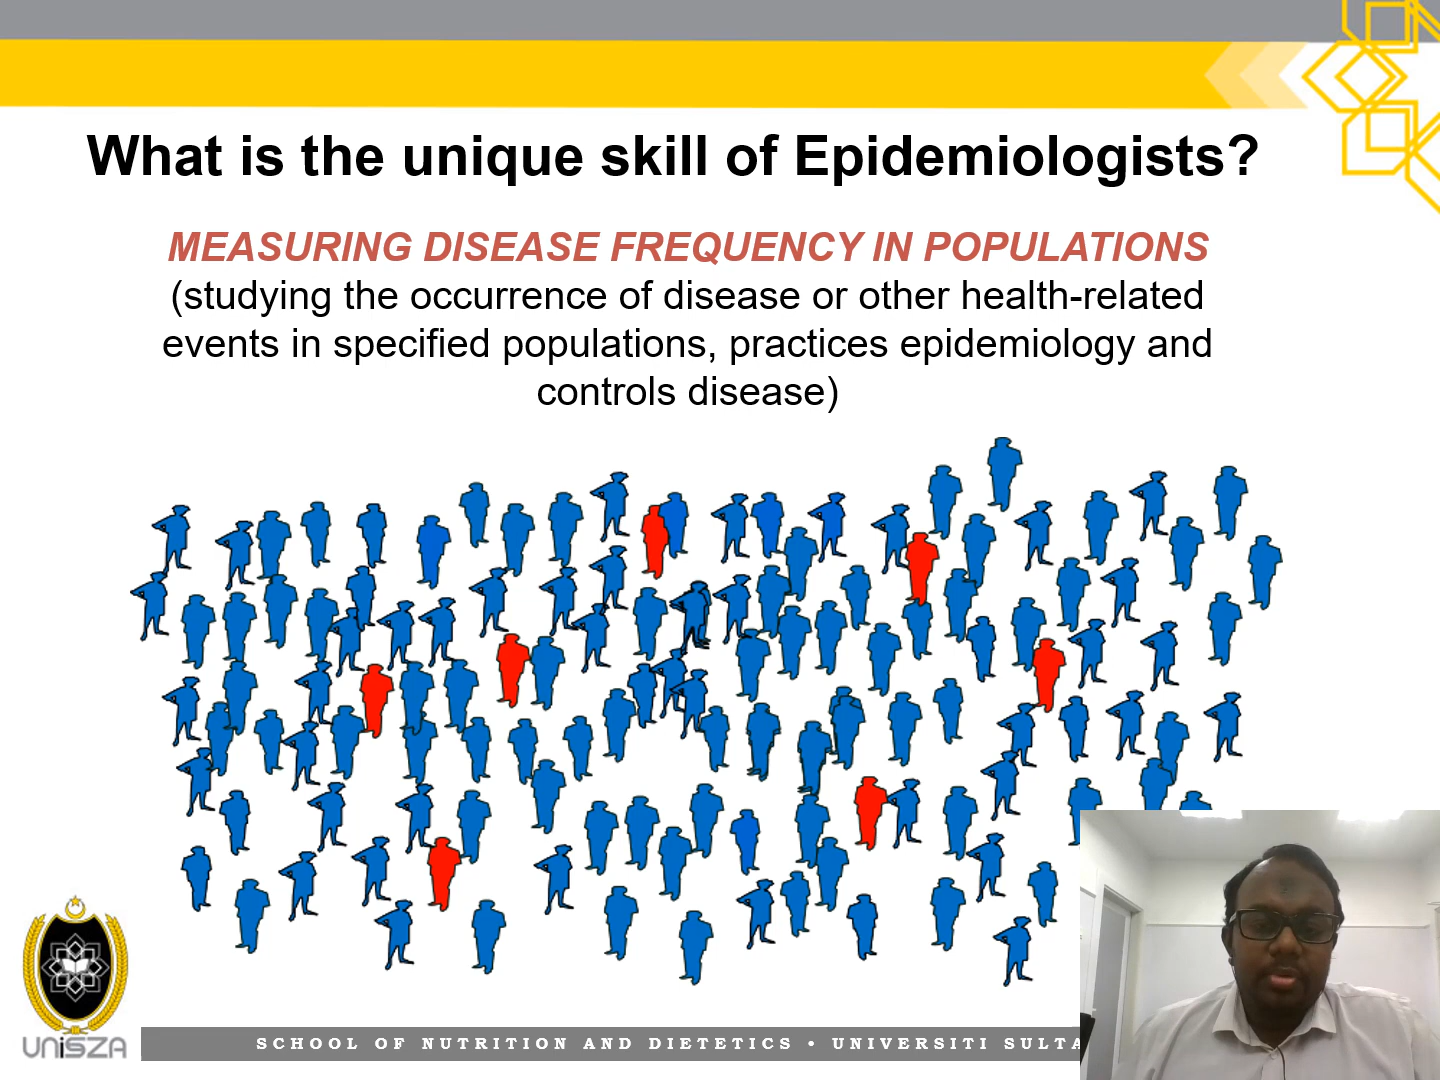 What is the unique skill of Epidemiologists?
MEASURING DISEASE FREQUENCY IN POPULATIONS
(studying the occurrence of disease or other health-related
events in specified populations, practices epidemiology and
controls disease)
UNISZA
SCHOOL OF NUTRITION AND DIETETICS • UNIVERSITI SULTA